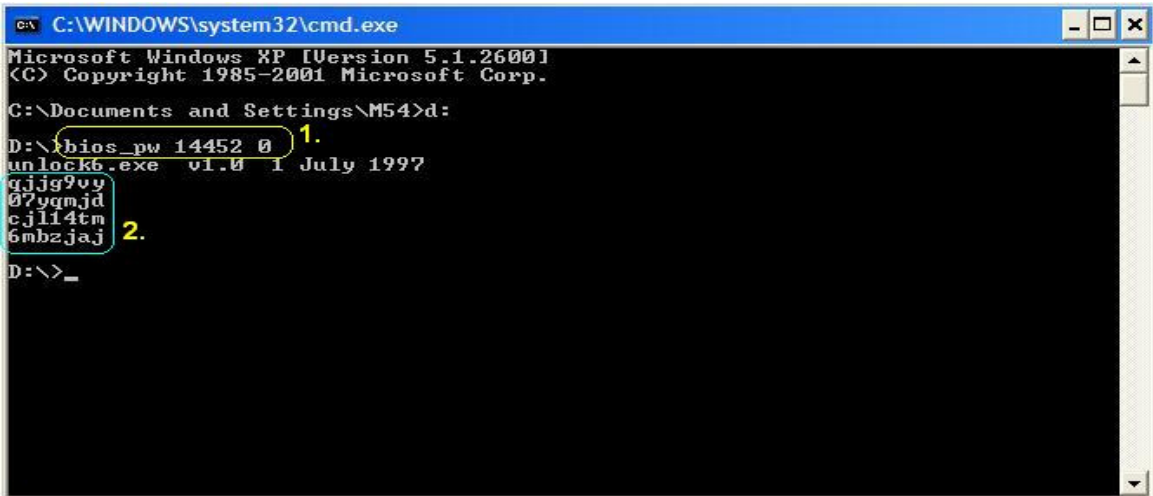 C:\WINDOWS\system32\cmd.exe
Microsoft Windows XP [Version 5.1.2600]
(C) Copyright 1985-2001 Microsoft Corp.
C:\Documents and Settings\M54>d:
D:\>bios_pw 14452 0 1.
unlock6.exe v1.0 1 July 1997
qjjg9vy
07yqmjd
cjl14tm
6mbzjaj 2.
D:\>_